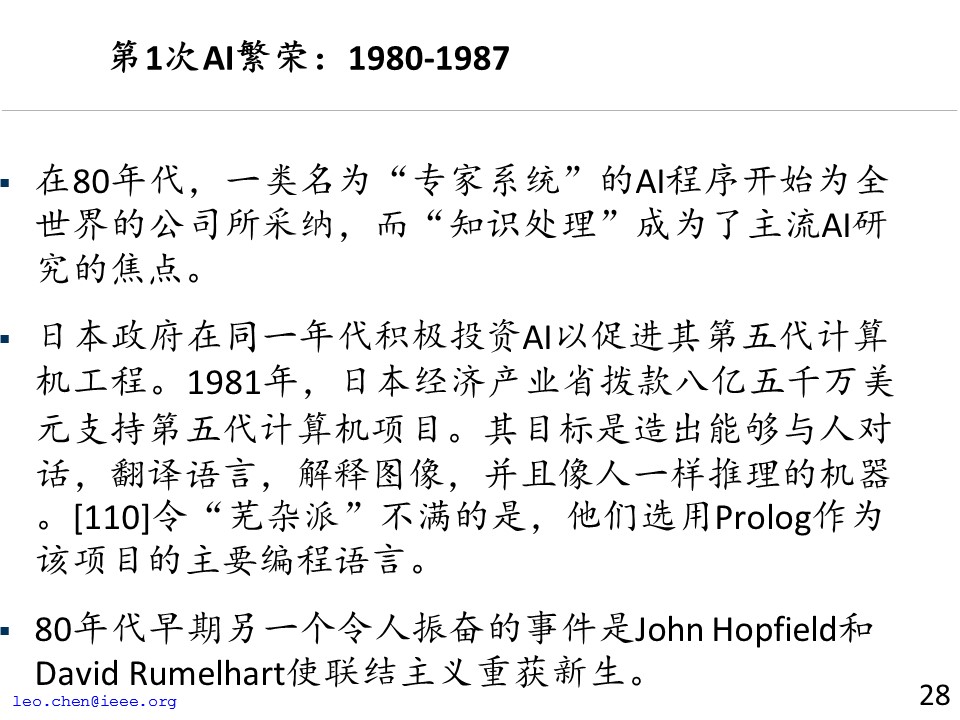 第1次AI繁荣：1980-1987
▪ 在80年代，一类名为“专家系统”的AI程序开始为全
世界的公司所采纳，而“知识处理”成为了主流AI研
究的焦点。
▪ 日本政府在同一年代积极投资AI以促进其第五代计算
机工程。1981年，日本经济产业省拨款八亿五千万美
元支持第五代计算机项目。其目标是造出能够与人对
话，翻译语言，解释图像，并且像人一样推理的机器
。[110]令“芜杂派”不满的是，他们选用Prolog作为
该项目的主要编程语言。
▪ 80年代早期另一个令人振奋的事件是John Hopfield和
David Rumelhart使联结主义重获新生。
leo.chen@ieee.org
28